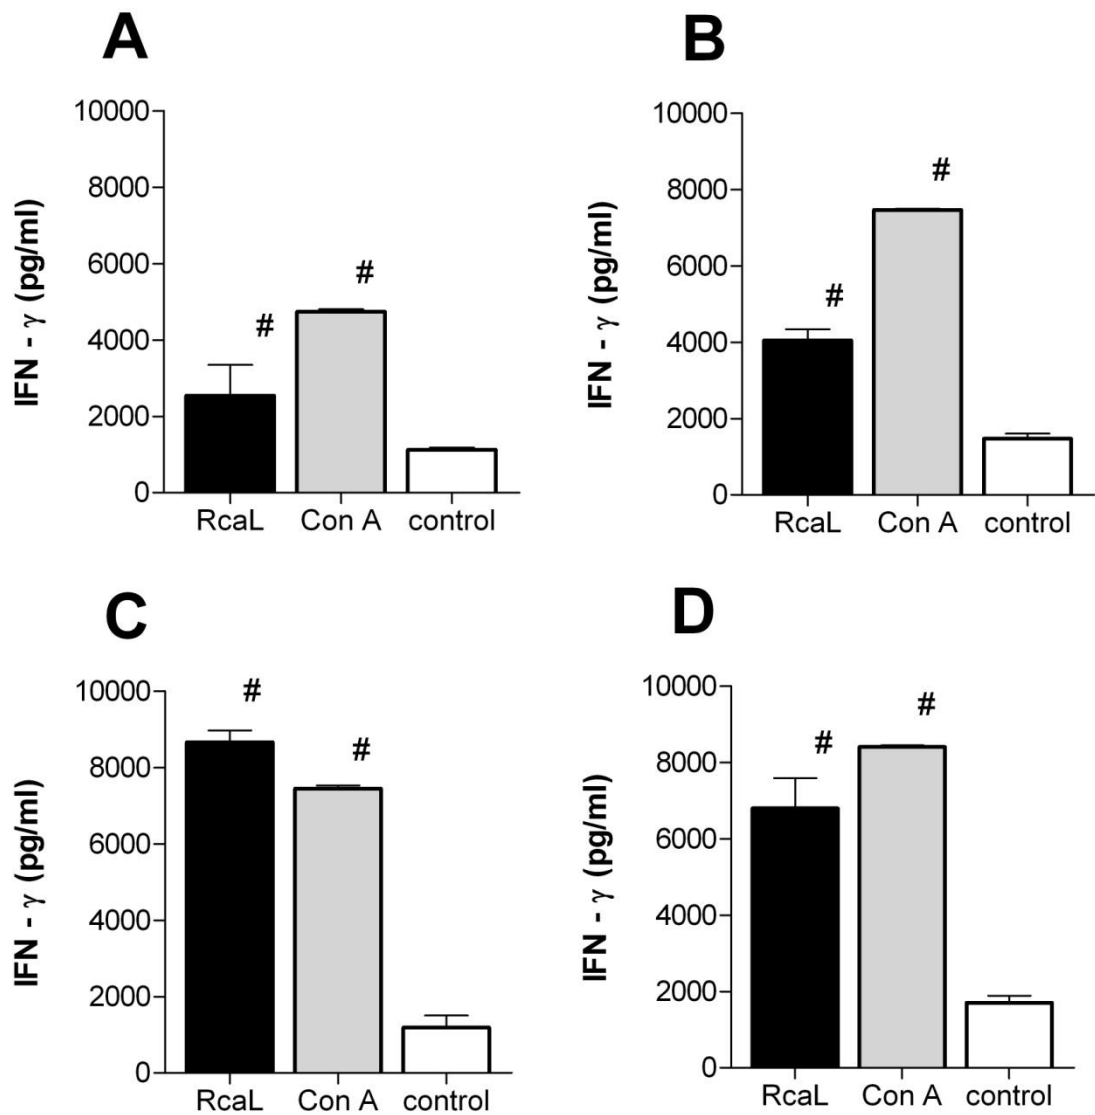 A
IFN - γ (pg/ml)
10000
8000
6000
4000
2000
0
#
#
RcaL Con A control
B
IFN - γ (pg/ml)
10000
8000
6000
4000
2000
0
#
#
RcaL Con A control
C
IFN - γ (pg/ml)
10000
8000
6000
4000
2000
0
#
#
RcaL Con A control
D
IFN - γ (pg/ml)
10000
8000
6000
4000
2000
0
#
#
RcaL Con A control